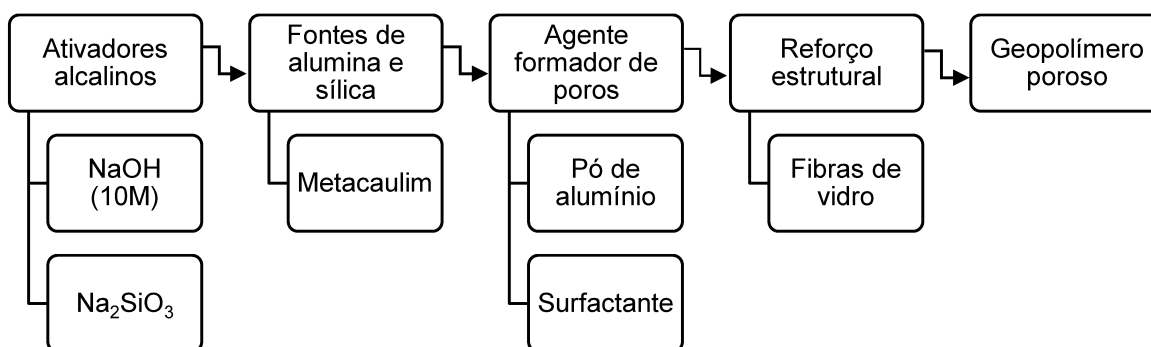 Ativadores
alcalinos
Fontes de
alumina e
sílica
Agente
formador de
poros
Reforço
estrutural
Geopolímero
poroso
NaOH
(10M)
Metacaulim
Pó de
alumínio
Fibras de
vidro
Na₂SiO₃
Surfactante